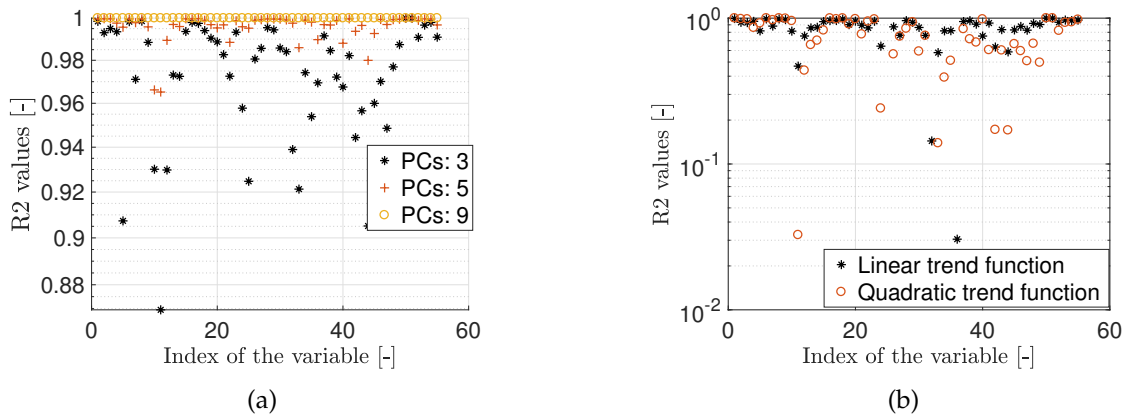 1
0.98
0.96
0.94
0.92
0.9
0.88
R2 values [-]
PCs: 3
PCs: 5
PCs: 9
0 20 40 60
Index of the variable [-]
(a)
10^0
10^-1
10^-2
R2 values [-]
Linear trend function
Quadratic trend function
0 20 40 60
Index of the variable [-]
(b)